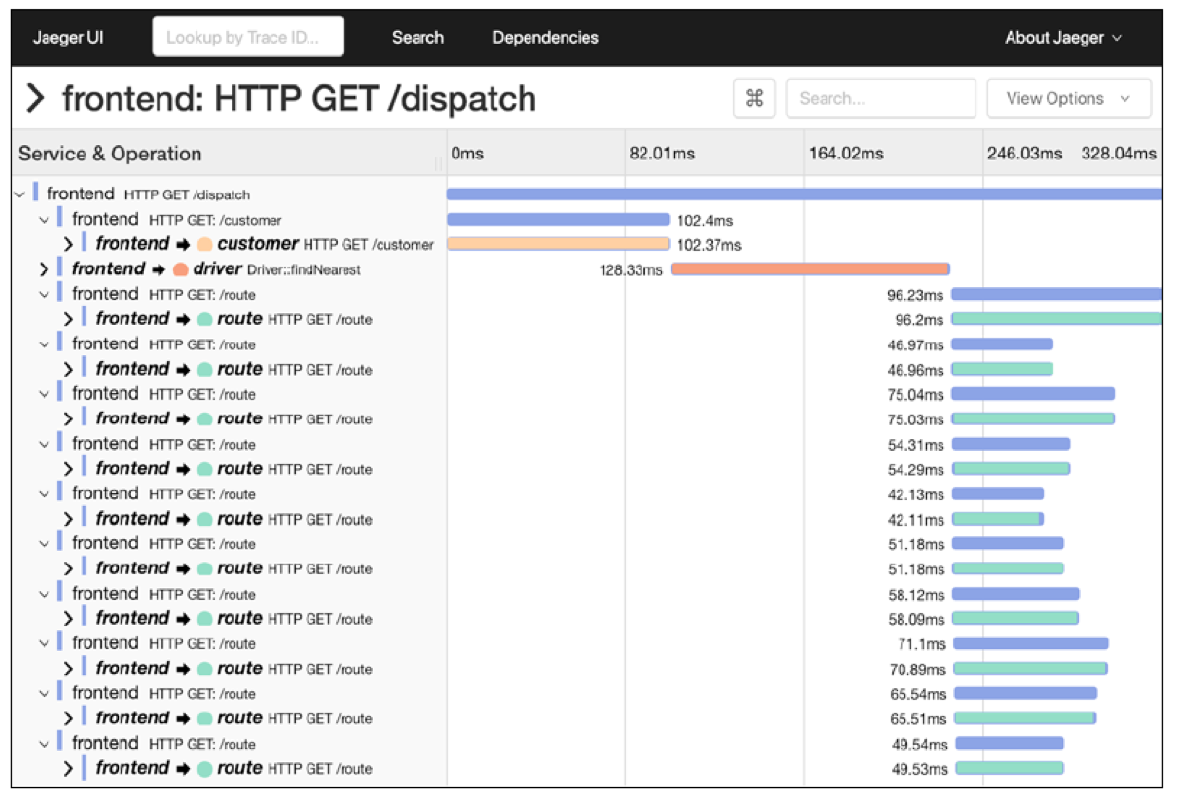 Jaeger UI Lookup by Trace ID... Search Dependencies About Jaeger
frontend: HTTP GET /dispatch ⌘ Search... View Options
Service & Operation 0ms 82.01ms 164.02ms 246.03ms 328.04ms
frontend HTTP GET /dispatch
frontend HTTP GET: /customer 102.4ms
frontend ➡ customer HTTP GET /customer 102.37ms
frontend ➡ driver Driver::findNearest 128.33ms
frontend HTTP GET: /route 96.23ms
frontend ➡ route HTTP GET /route 96.2ms
frontend HTTP GET: /route 46.97ms
frontend ➡ route HTTP GET /route 46.96ms
frontend HTTP GET: /route 75.04ms
frontend ➡ route HTTP GET /route 75.03ms
frontend HTTP GET: /route 54.31ms
frontend ➡ route HTTP GET /route 54.29ms
frontend HTTP GET: /route 42.13ms
frontend ➡ route HTTP GET /route 42.11ms
frontend HTTP GET: /route 51.18ms
frontend ➡ route HTTP GET /route 51.18ms
frontend HTTP GET: /route 58.12ms
frontend ➡ route HTTP GET /route 58.09ms
frontend HTTP GET: /route 71.1ms
frontend ➡ route HTTP GET /route 70.89ms
frontend HTTP GET: /route 65.54ms
frontend ➡ route HTTP GET /route 65.51ms
frontend HTTP GET: /route 49.54ms
frontend ➡ route HTTP GET /route 49.53ms